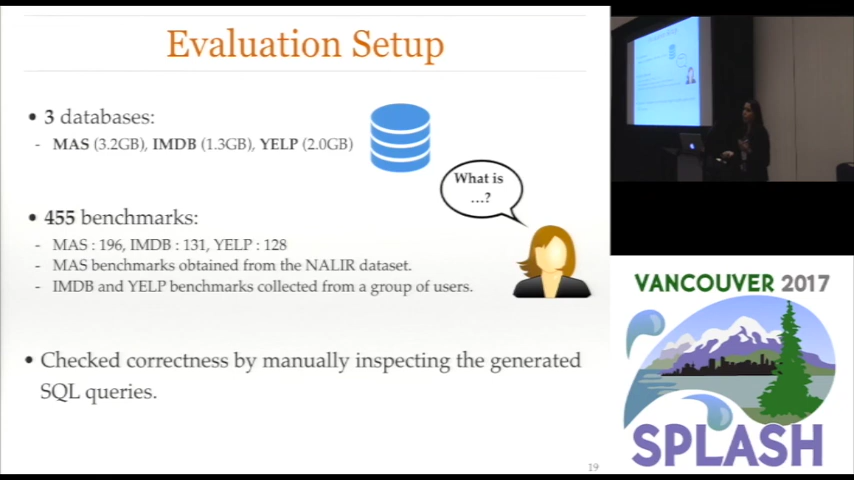 Evaluation Setup
• 3 databases:
- MAS (3.2GB), IMDB (1.3GB), YELP (2.0GB)
What is
...?
• 455 benchmarks:
- MAS : 196, IMDB : 131, YELP : 128
- MAS benchmarks obtained from the NALIR dataset.
- IMDB and YELP benchmarks collected from a group of users.
• Checked correctness by manually inspecting the generated
SQL queries.
19
VANCOUVER 2017
SPLASH